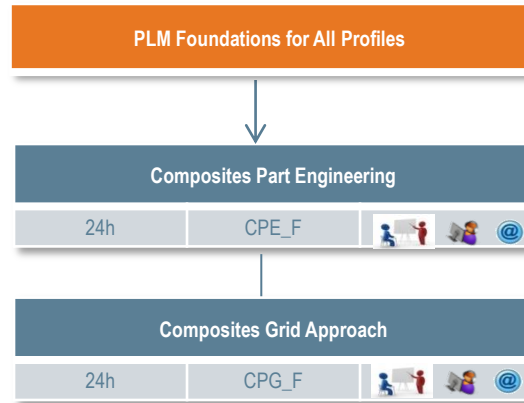 PLM Foundations for All Profiles
Composites Part Engineering
24h CPE_F @
Composites Grid Approach
24h CPG_F @